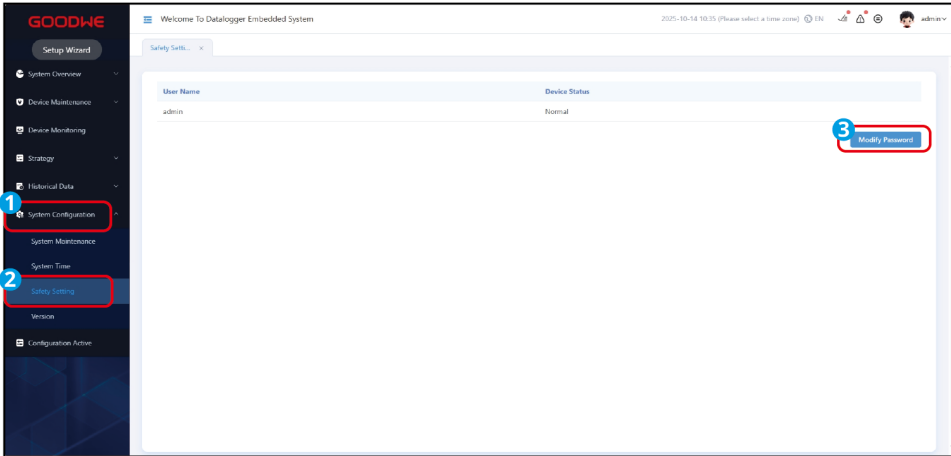 GOODWE
Welcome To Datalogger Embedded System
2025-10-14 10:35 (Please select a time zone) EN
admin
Setup Wizard
Safety Setti... ×
System Overview
Device Maintenance
Device Monitoring
Strategy
Historical Data
1
System Configuration
System Maintenance
System Time
2
Safety Setting
Version
Configuration Active
User Name Device Status
admin Normal
3
Modify Password